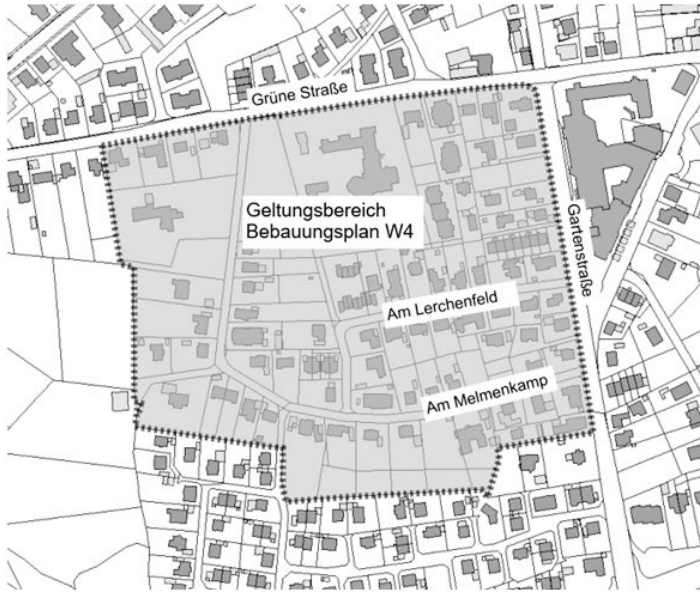 Grüne Straße
Geltungsbereich
Bebauungsplan W4
Gartenstraße
Am Lerchenfeld
Am Melmenkamp